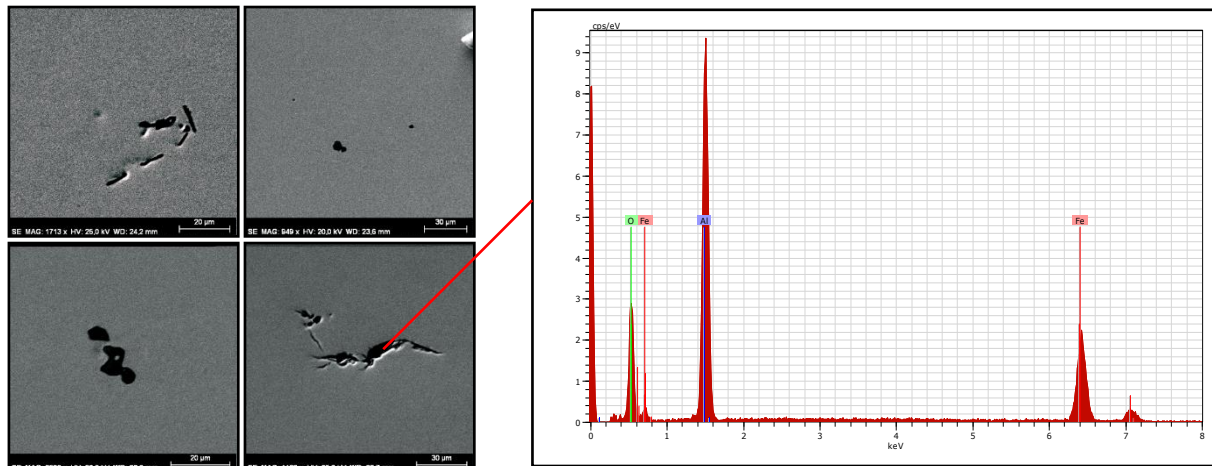 20 µm
SE MAG: 1713 x HV: 25,0 kV WD: 24,2 mm
30 µm
SE MAG: 949 x HV: 20,0 kV WD: 23,6 mm
20 µm
30 µm
cps/eV
9
8
7
6
5
4
3
2
1
0
O Fe Al Fe
0 1 2 3 4 5 6 7 8
keV